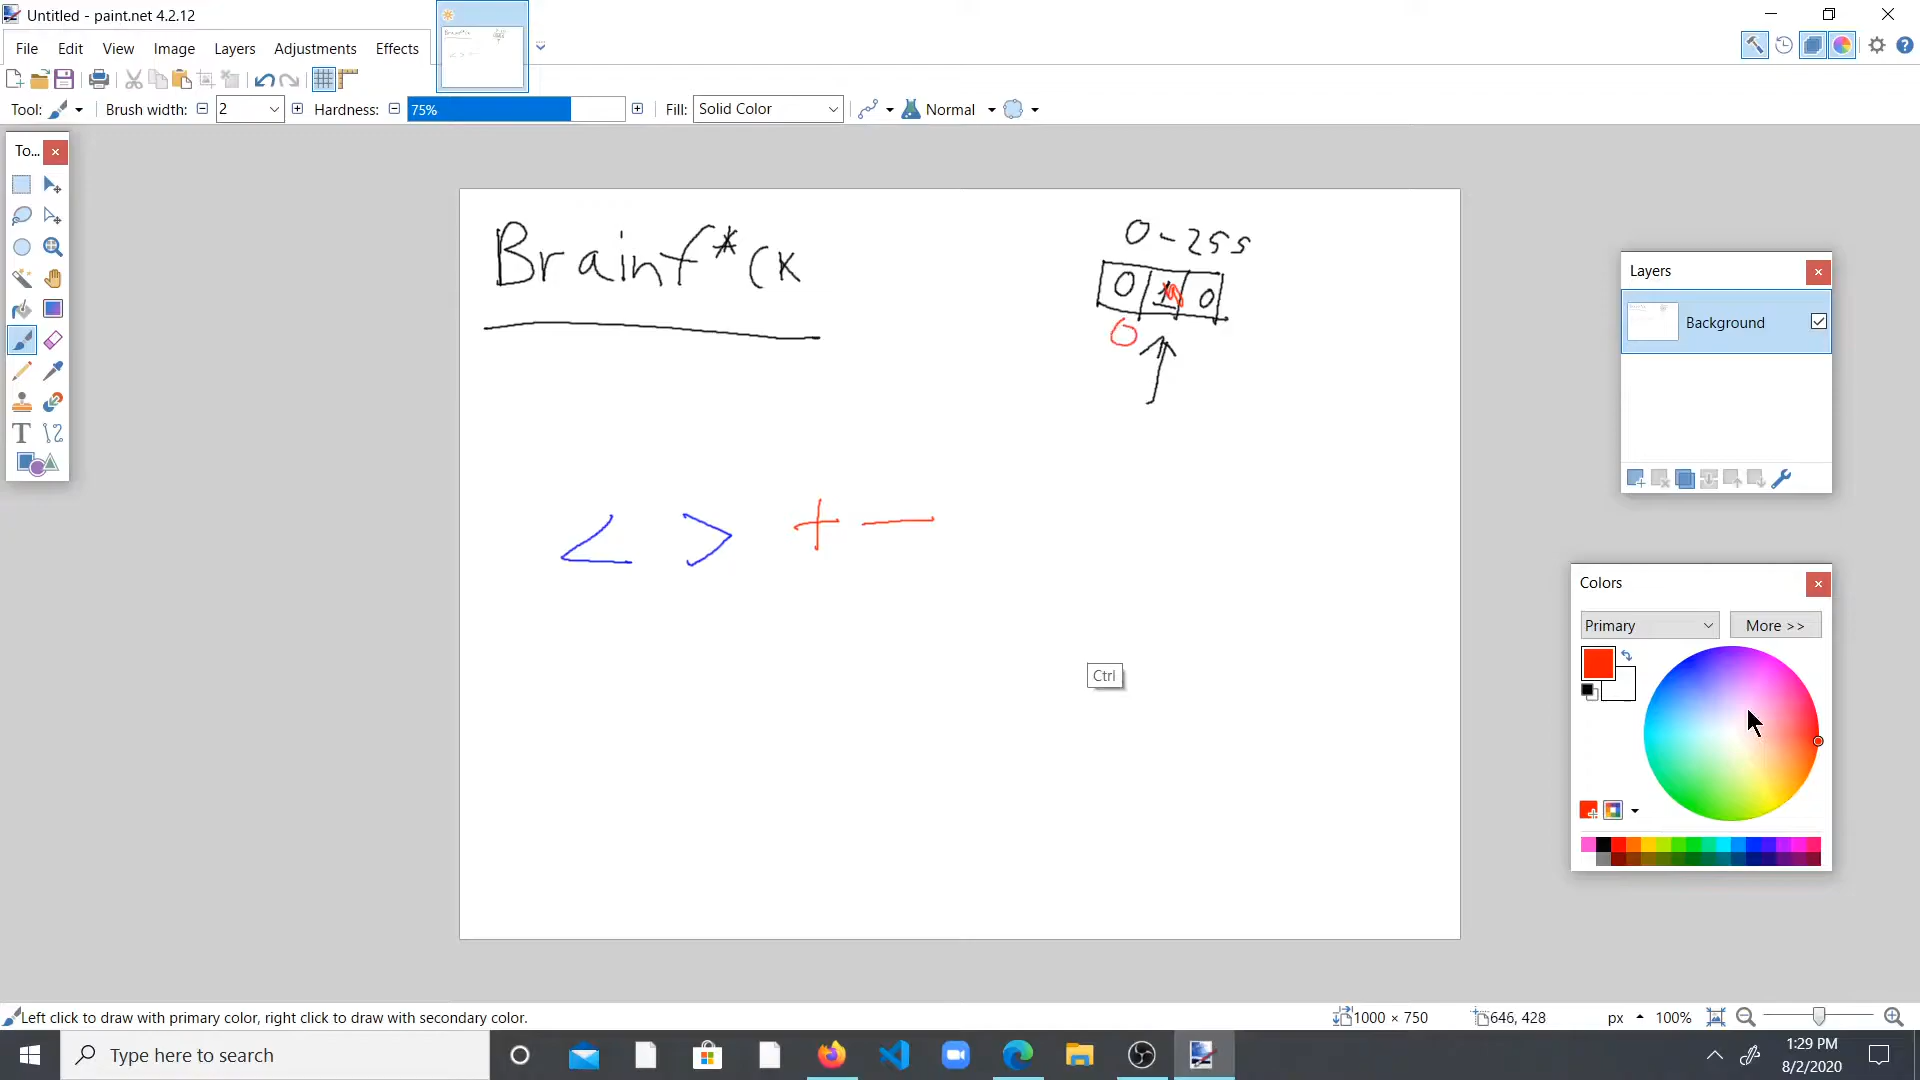 Untitled - paint.net 4.2.12
File Edit View Image Layers Adjustments Effects
Tool: Brush width: 2 Hardness: 75% Fill: Solid Color Normal
To...
Brainf*ck
0-255
0 0
0
< > + -
Ctrl
Layers
Background
Colors
Primary More >>
Left click to draw with primary color, right click to draw with secondary color.
1000 × 750 646, 428 px 100%
Type here to search
1:29 PM
8/2/2020